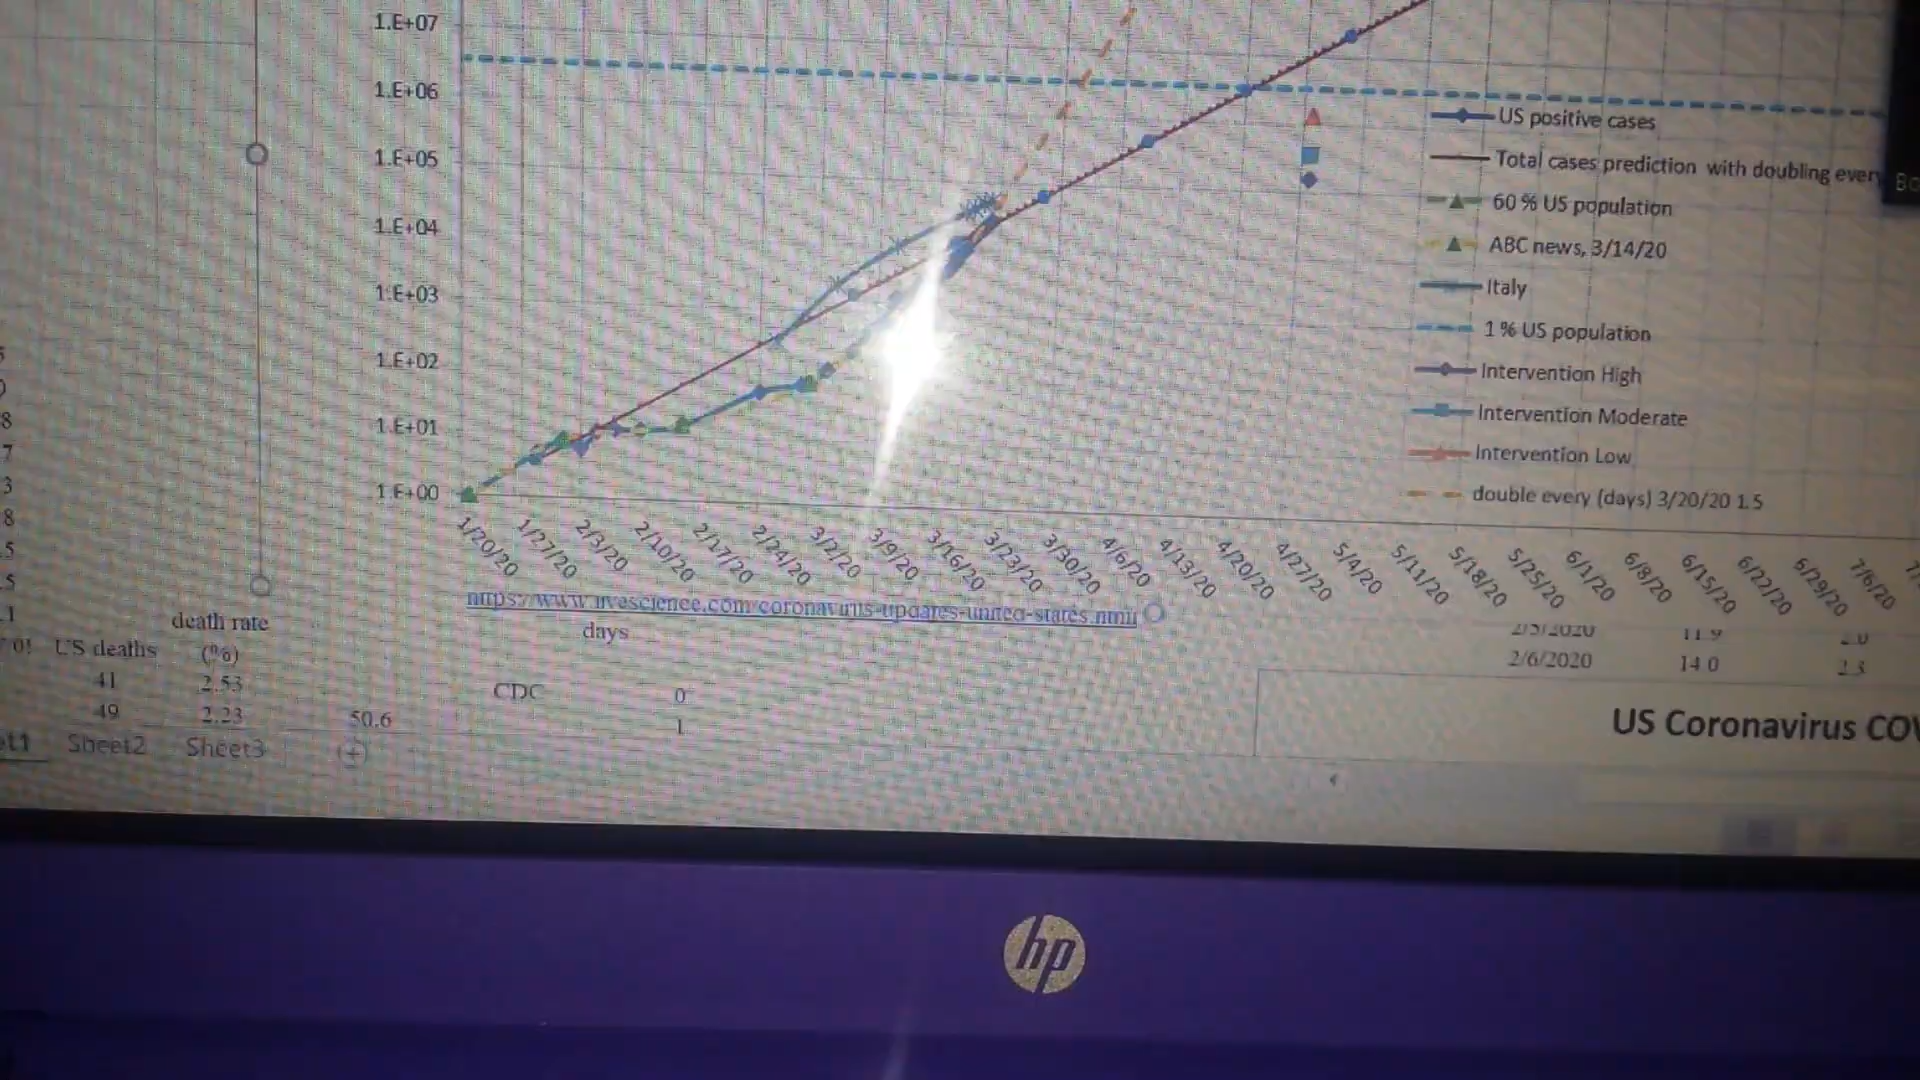 1.E+07
1.E+06
1.E+05
1.E+04
1.E+03
1.E+02
1.E+01
1.E+00
US positive cases
Total cases prediction with doubling every
60 % US population
ABC news, 3/14/20
Italy
1 % US population
Intervention High
Intervention Moderate
Intervention Low
double every (days) 3/20/20 1.5
1/20/20
1/27/20
2/3/20
2/10/20
2/17/20
2/24/20
3/2/20
3/9/20
3/16/20
3/23/20
3/30/20
4/6/20
4/13/20
4/20/20
4/27/20
5/4/20
5/11/20
5/18/20
5/25/20
6/1/20
6/8/20
6/15/20
6/22/20
6/29/20
7/6/20
https://www.livescience.com/coronavirus-updates-united-states.html
days
death rate
US deaths (%)
41 2.53
49 2.23 50.6
CDC 0
1
2/5/2020 11.9
2/6/2020 14.0 2.3
US Coronavirus COV
Sheet2 Sheet3
hp